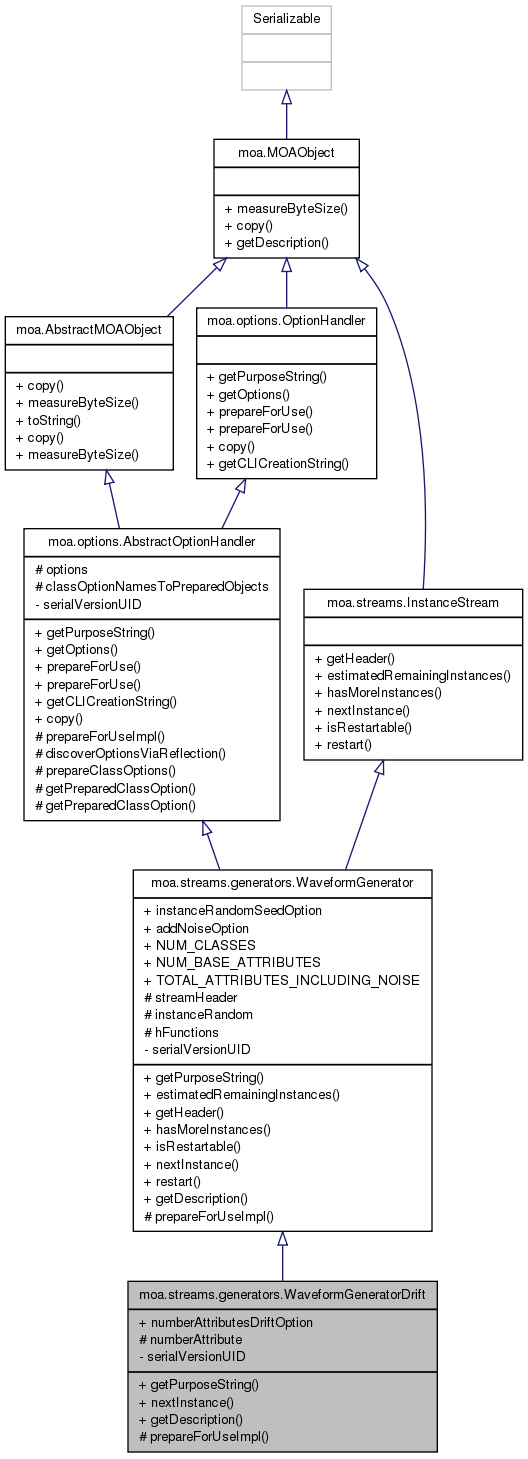 Serializable
moa.MOAObject
+ measureByteSize()
+ copy()
+ getDescription()
moa.AbstractMOAObject
+ copy()
+ measureByteSize()
+ toString()
+ copy()
+ measureByteSize()
moa.options.OptionHandler
+ getPurposeString()
+ getOptions()
+ prepareForUse()
+ prepareForUse()
+ copy()
+ getCLICreationString()
moa.options.AbstractOptionHandler
# options
# classOptionNamesToPreparedObjects
- serialVersionUID
+ getPurposeString()
+ getOptions()
+ prepareForUse()
+ prepareForUse()
+ getCLICreationString()
+ copy()
# prepareForUseImpl()
# discoverOptionsViaReflection()
# prepareClassOptions()
# getPreparedClassOption()
# getPreparedClassOption()
moa.streams.InstanceStream
+ getHeader()
+ estimatedRemainingInstances()
+ hasMoreInstances()
+ nextInstance()
+ isRestartable()
+ restart()
moa.streams.generators.WaveformGenerator
+ instanceRandomSeedOption
+ addNoiseOption
+ NUM_CLASSES
+ NUM_BASE_ATTRIBUTES
+ TOTAL_ATTRIBUTES_INCLUDING_NOISE
# streamHeader
# instanceRandom
# hFunctions
- serialVersionUID
+ getPurposeString()
+ estimatedRemainingInstances()
+ getHeader()
+ hasMoreInstances()
+ isRestartable()
+ nextInstance()
+ restart()
+ getDescription()
# prepareForUseImpl()
moa.streams.generators.WaveformGeneratorDrift
+ numberAttributesDriftOption
# numberAttribute
- serialVersionUID
+ getPurposeString()
+ nextInstance()
+ getDescription()
# prepareForUseImpl()